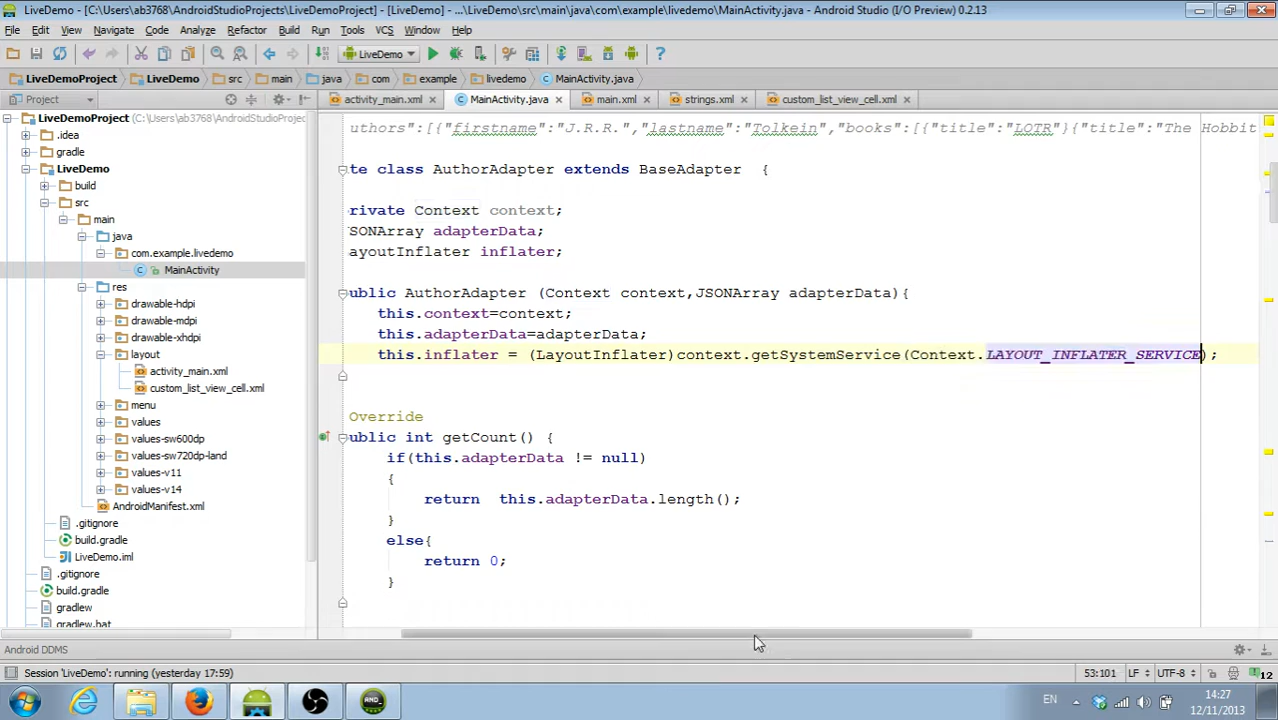 LiveDemo - [C:\Users\ab3768\AndroidStudioProjects\LiveDemoProject] - [LiveDemo] - ...\LiveDemo\src\main\java\com\example\livedemo\MainActivity.java - Android Studio (I/O Preview) 0.2.13
File Edit View Navigate Code Analyze Refactor Build Run Tools VCS Window Help
LiveDemo
LiveDemoProject LiveDemo src main java com example livedemo MainActivity.java
Project activity_main.xml MainActivity.java main.xml strings.xml custom_list_view_cell.xml
LiveDemoProject (C:\Users\ab3768\AndroidStudioProjec
.idea
gradle
LiveDemo
build
src
main
java
com.example.livedemo
MainActivity
res
drawable-hdpi
drawable-mdpi
drawable-xhdpi
layout
activity_main.xml
custom_list_view_cell.xml
menu
values
values-sw600dp
values-sw720dp-land
values-v11
values-v14
AndroidManifest.xml
.gitignore
build.gradle
LiveDemo.iml
.gitignore
build.gradle
gradlew
gradlew.bat
uthors":[{"firstname":"J.R.R.","lastname":"Tolkein","books":[{"title":"LOTR"}{"title":"The Hobbit
te class AuthorAdapter extends BaseAdapter {
rivate Context context;
SONArray adapterData;
ayoutInflater inflater;
ublic AuthorAdapter (Context context,JSONArray adapterData){
this.context=context;
this.adapterData=adapterData;
this.inflater = (LayoutInflater)context.getSystemService(Context.LAYOUT_INFLATER_SERVICE);
Override
ublic int getCount() {
if(this.adapterData != null)
{
return this.adapterData.length();
}
else{
return 0;
}
Android DDMS
Session 'LiveDemo': running (yesterday 17:59) 53:101 LF UTF-8 12
EN 14:27
12/11/2013